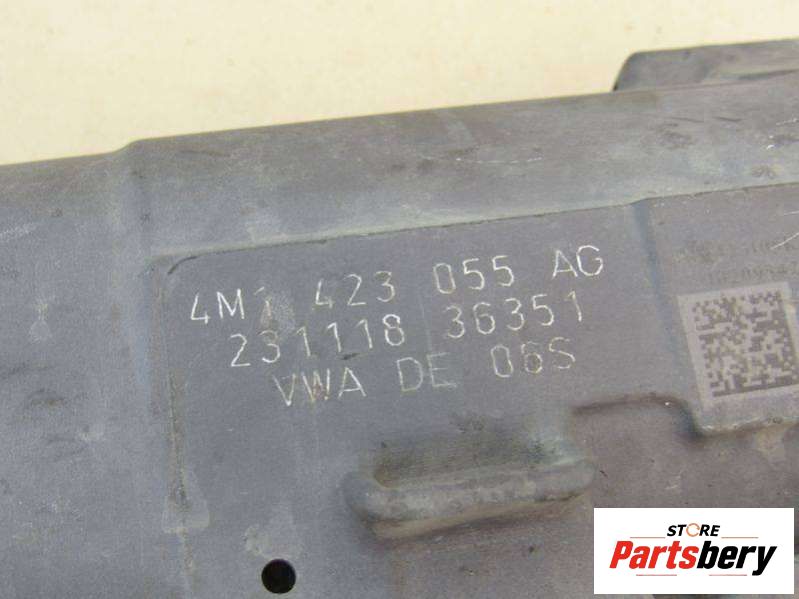 4M1 423 055 AG
231118 36351
VWA DE 06S
STORE
Partsbery